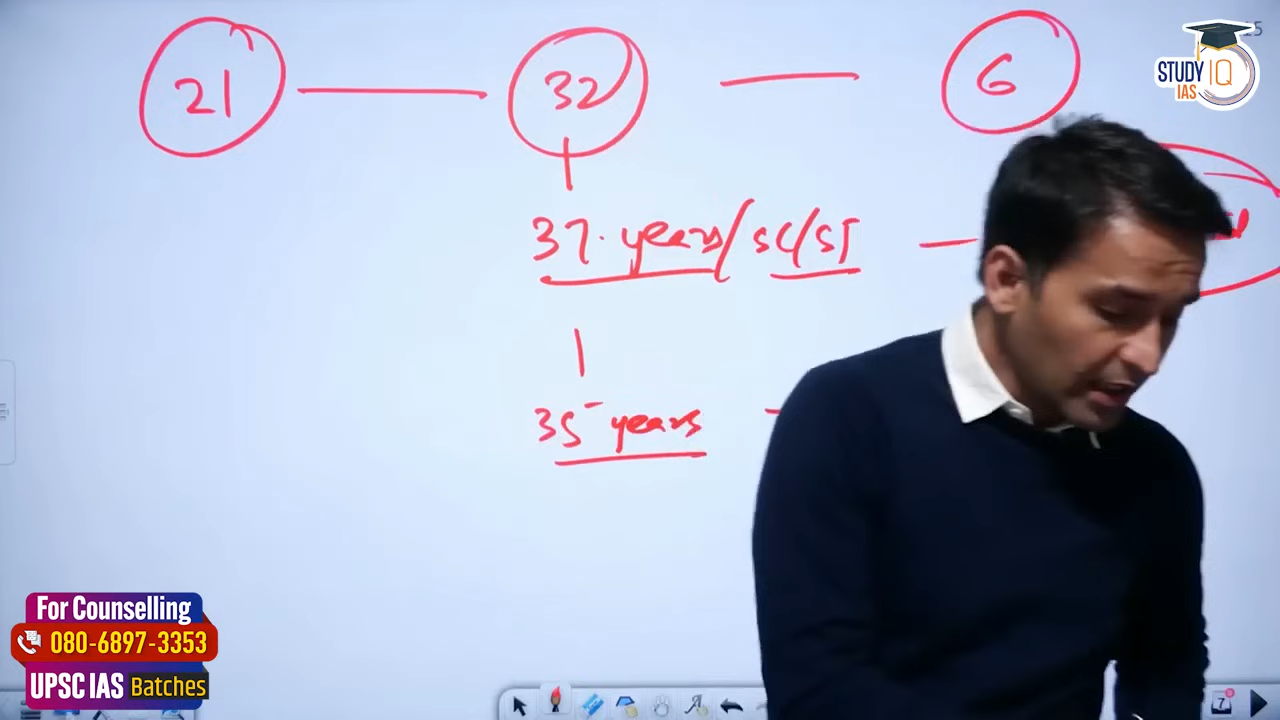 21 — 32 — 6
STUDY IQ
IAS
37 years/SC/ST —
35 years
For Counselling
080-6897-3353
UPSC IAS Batches